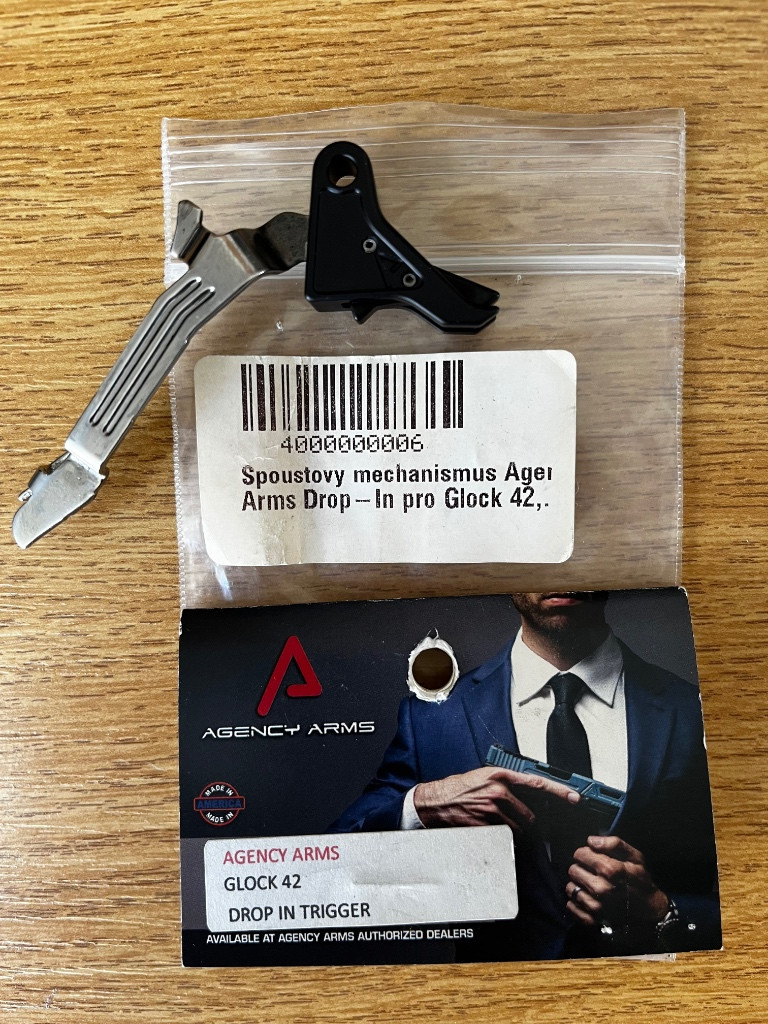 4000000006
Spoustovy mechanismus Ager
Arms Drop-In pro Glock 42,.
AGENCY ARMS
MADE IN
AMERICA
MADE IN
AGENCY ARMS
GLOCK 42
DROP IN TRIGGER
AVAILABLE AT AGENCY ARMS AUTHORIZED DEALERS